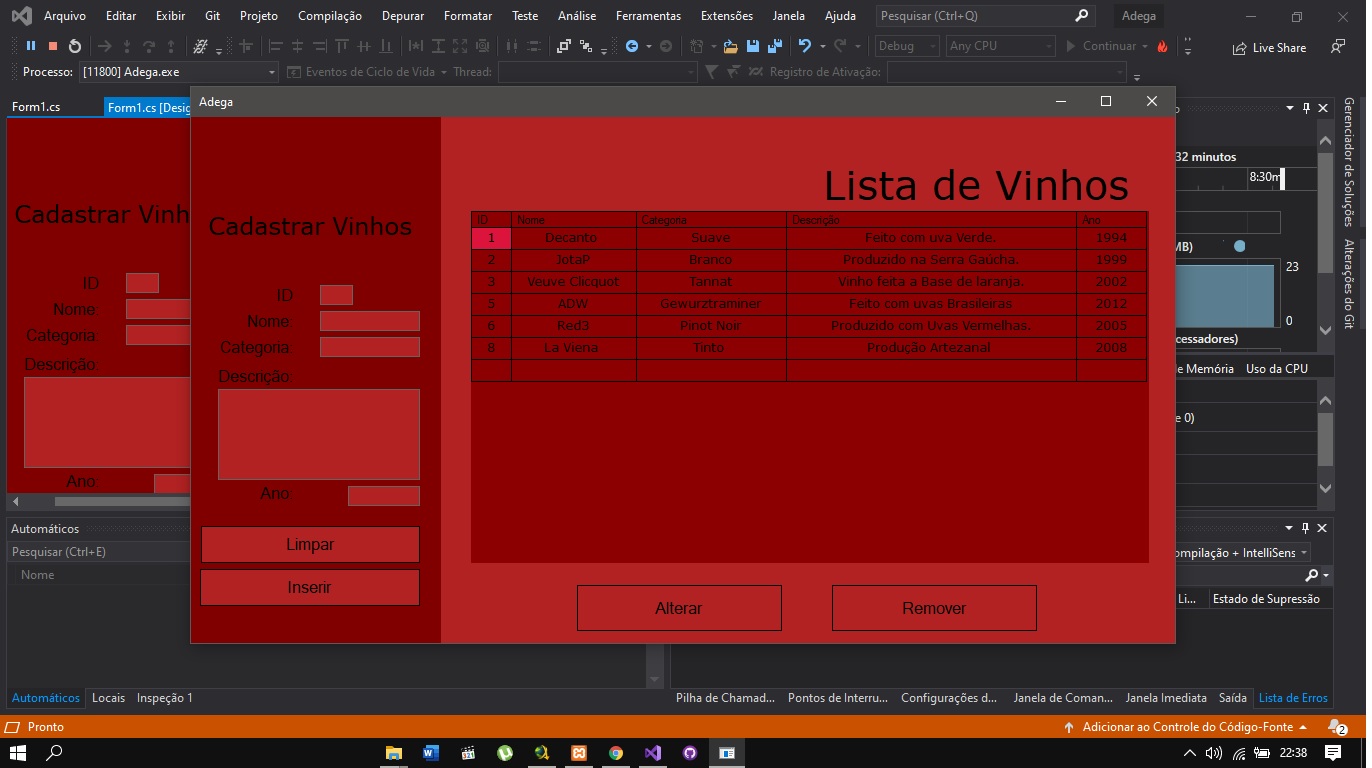 Arquivo Editar Exibir Git Projeto Compilação Depurar Formatar Teste Análise Ferramentas Extensões Janela Ajuda Pesquisar (Ctrl+Q) Adega
Debug Any CPU Continuar Live Share
Processo: [11800] Adega.exe Eventos de Ciclo de Vida Thread: Registro de Ativação:
Form1.cs Form1.cs [Desig
Adega
Gerenciador de Soluções
Alterações do Git
32 minutos
8:30m
MB)
23
0
cessadores)
e Memória Uso da CPU
e 0)
Cadastrar Vinh
ID
Nome:
Categoria:
Descrição:
Ano:
Cadastrar Vinhos
ID
Nome:
Categoria:
Descrição:
Ano:
Limpar
Inserir
Lista de Vinhos
ID Nome Categoria Descrição Ano
1 Decanto Suave Feito com uva Verde. 1994
2 JotaP Branco Produzido na Serra Gaúcha. 1999
3 Veuve Clicquot Tannat Vinho feita a Base de laranja. 2002
5 ADW Gewurztraminer Feito com uvas Brasileiras 2012
6 Red3 Pinot Noir Produzido com Uvas Vermelhas. 2005
8 La Viena Tinto Produção Artezanal 2008
Alterar Remover
Automáticos
Pesquisar (Ctrl+E)
Nome
ompilação + IntelliSens
Li... Estado de Supressão
Automáticos Locais Inspeção 1
Pilha de Chamad... Pontos de Interru... Configurações d... Janela de Coman... Janela Imediata Saída Lista de Erros
Pronto Adicionar ao Controle do Código-Fonte 2
321
22:38